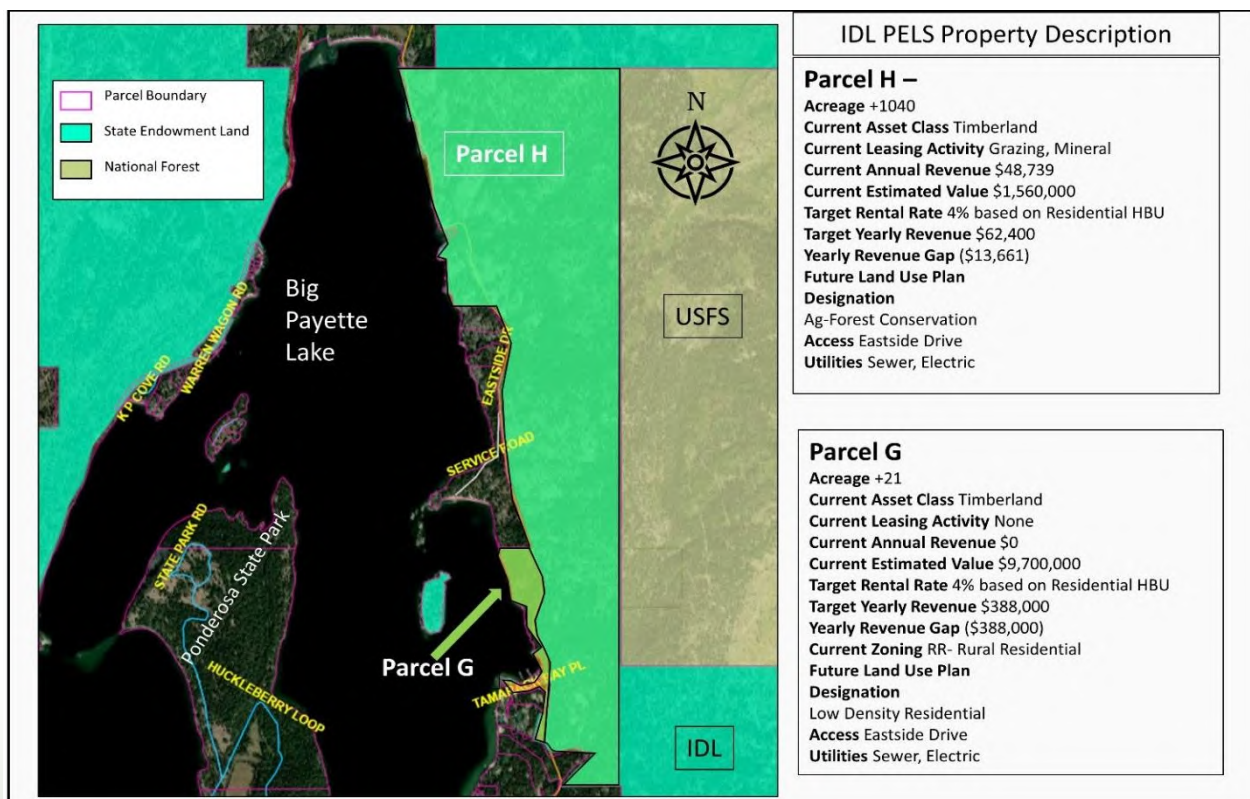 Parcel Boundary
State Endowment Land
National Forest
Parcel H
N
USFS
Big
Payette
Lake
K P COVE RD
WARREN WAGON RD
EASTSIDE DR
SERVICE ROAD
STATE PARK RD
Ponderosa State Park
HUCKLEBERRY LOOP
Parcel G
PL
IDL
IDL PELS Property Description
Parcel H –
Acreage +1040
Current Asset Class Timberland
Current Leasing Activity Grazing, Mineral
Current Annual Revenue $48,739
Current Estimated Value $1,560,000
Target Rental Rate 4% based on Residential HBU
Target Yearly Revenue $62,400
Yearly Revenue Gap ($13,661)
Future Land Use Plan
Designation
Ag-Forest Conservation
Access Eastside Drive
Utilities Sewer, Electric
Parcel G
Acreage +21
Current Asset Class Timberland
Current Leasing Activity None
Current Annual Revenue $0
Current Estimated Value $9,700,000
Target Rental Rate 4% based on Residential HBU
Target Yearly Revenue $388,000
Yearly Revenue Gap ($388,000)
Current Zoning RR- Rural Residential
Future Land Use Plan
Designation
Low Density Residential
Access Eastside Drive
Utilities Sewer, Electric